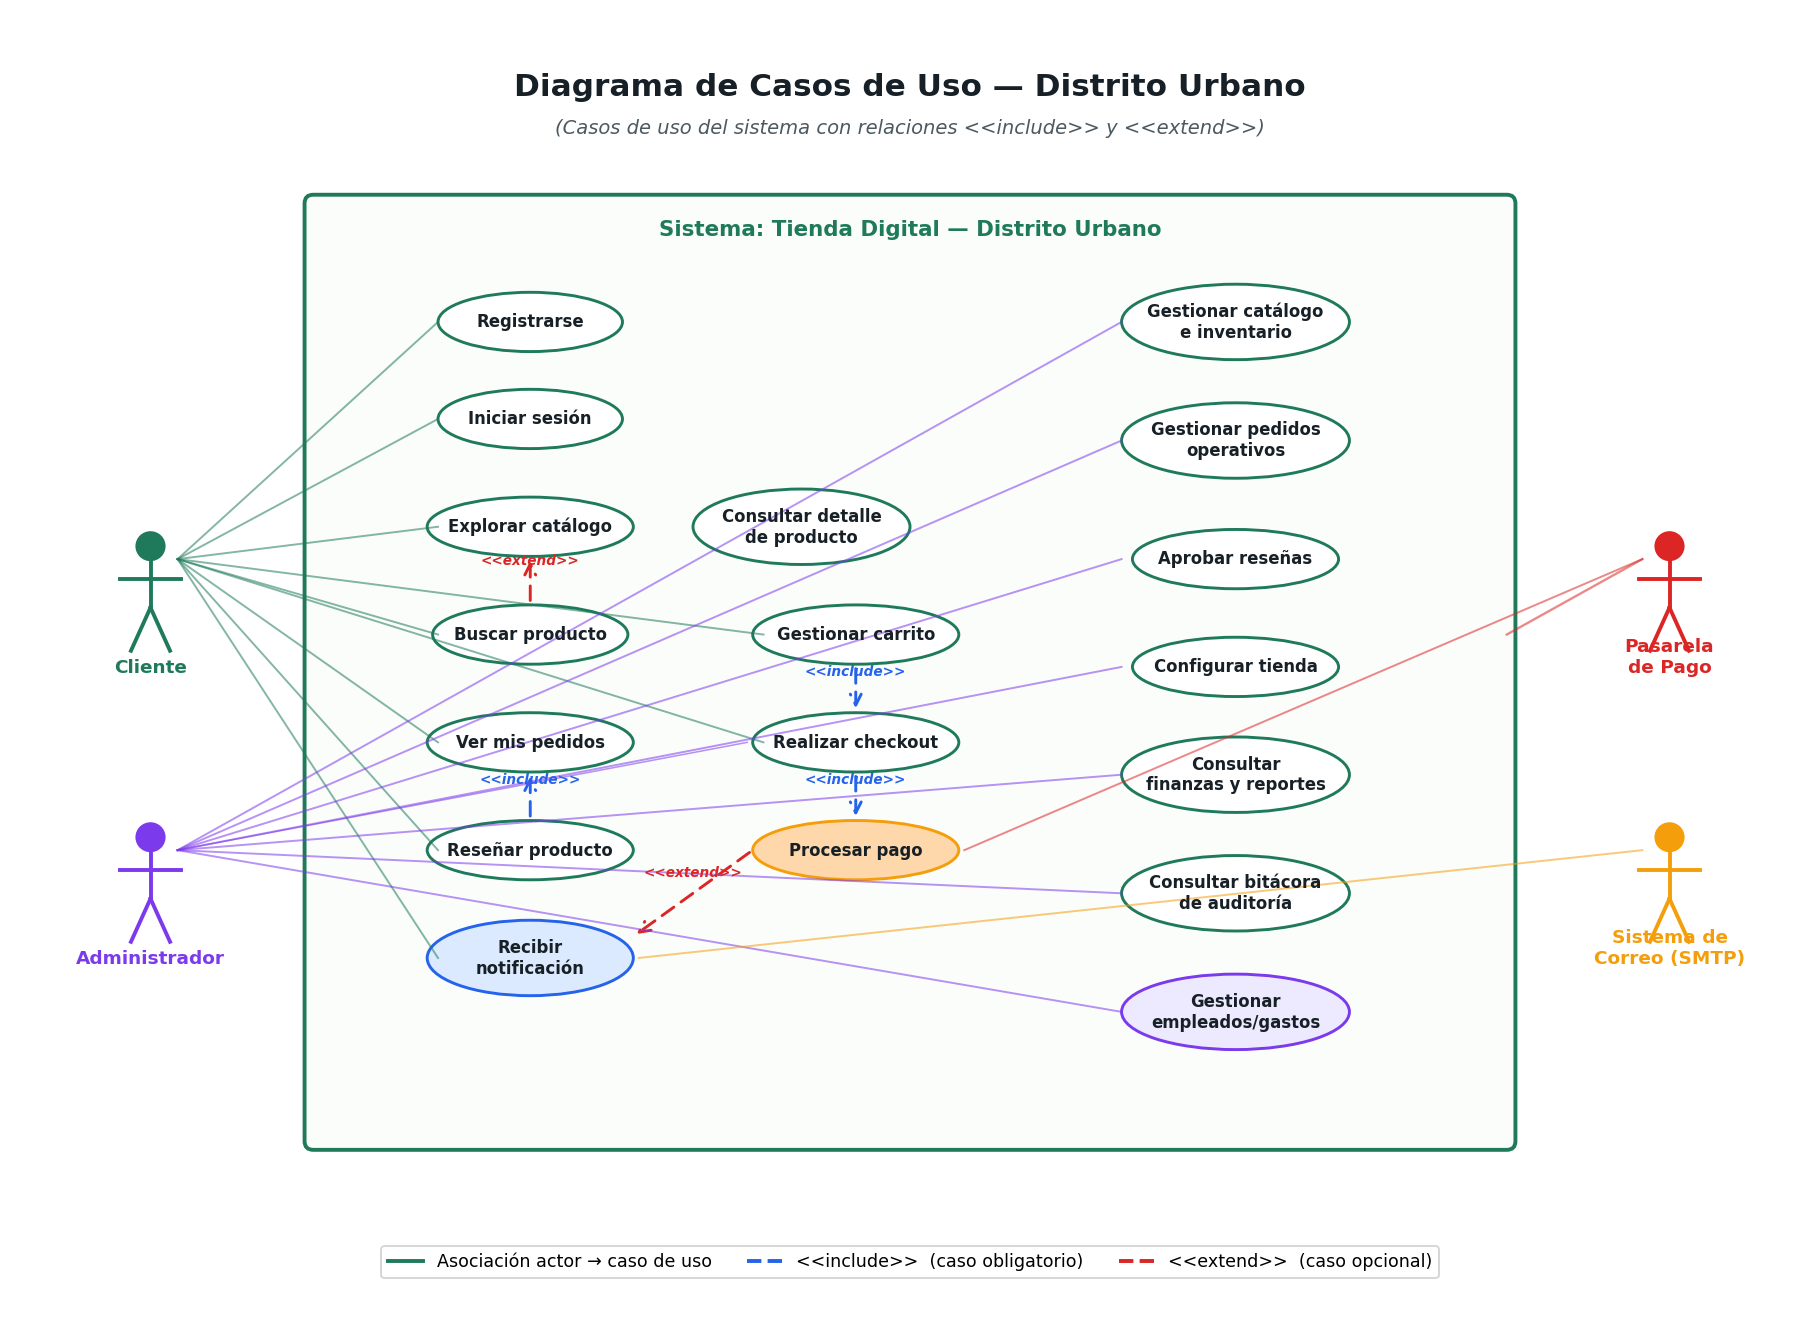 Diagrama de Casos de Uso — Distrito Urbano
(Casos de uso del sistema con relaciones <<include>> y <<extend>>)
Sistema: Tienda Digital — Distrito Urbano
Registrarse
Iniciar sesión
Explorar catálogo
<<extend>>
Buscar producto
Ver mis pedidos
<<include>>
Reseñar producto
Recibir
notificación
Consultar detalle
de producto
Gestionar carrito
<<include>>
Realizar checkout
<<include>>
Procesar pago
<<extend>>
Gestionar catálogo
e inventario
Gestionar pedidos
operativos
Aprobar reseñas
Configurar tienda
Consultar
finanzas y reportes
Consultar bitácora
de auditoría
Gestionar
empleados/gastos
Cliente
Administrador
Pasarela
de Pago
Sistema de
Correo (SMTP)
Asociación actor → caso de uso
<<include>> (caso obligatorio)
<<extend>> (caso opcional)